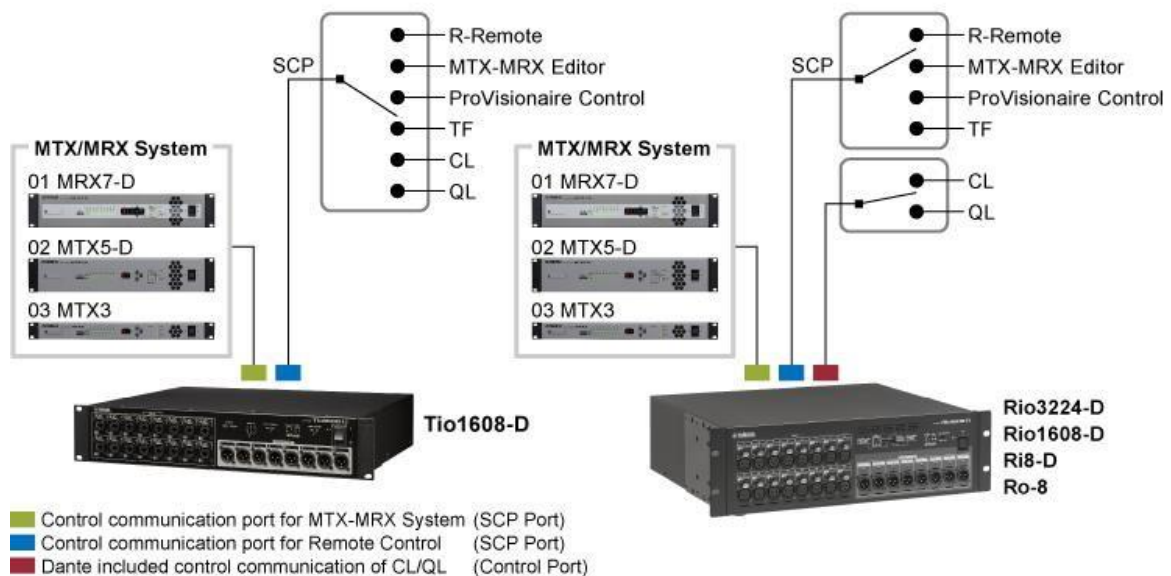 R-Remote
SCP
MTX-MRX Editor
ProVisionaire Control
TF
CL
QL
MTX/MRX System
01 MRX7-D
02 MTX5-D
03 MTX3
Tio1608-D
R-Remote
SCP
MTX-MRX Editor
ProVisionaire Control
TF
CL
QL
MTX/MRX System
01 MRX7-D
02 MTX5-D
03 MTX3
Rio3224-D
Rio1608-D
Ri8-D
Ro-8
Control communication port for MTX-MRX System (SCP Port)
Control communication port for Remote Control (SCP Port)
Dante included control communication of CL/QL (Control Port)